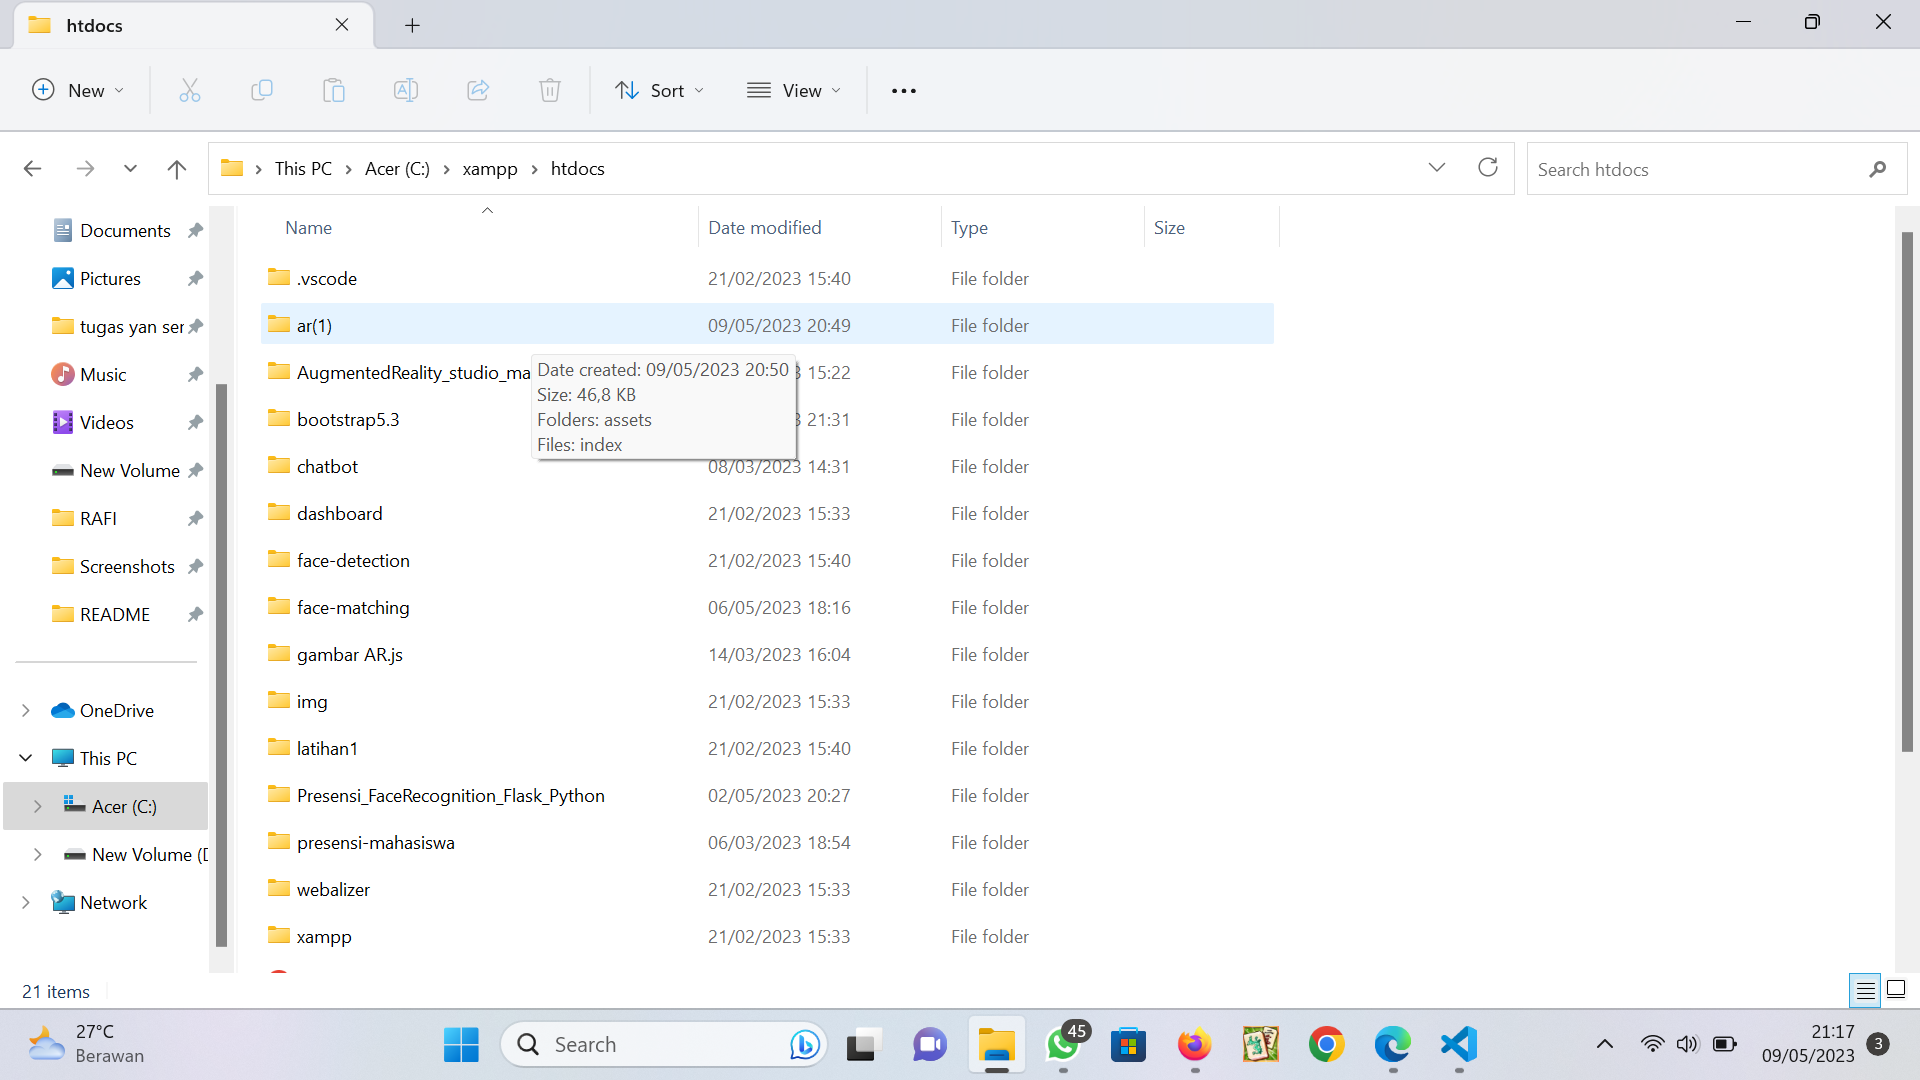 htdocs
New
Sort
View
This PC
Acer (C:)
xampp
htdocs
Search htdocs
Documents
Pictures
tugas yan ser
Music
Videos
New Volume
RAFI
Screenshots
README
OneDrive
This PC
Acer (C:)
New Volume (D
Network
Name Date modified Type Size
.vscode 21/02/2023 15:40 File folder
ar(1) 09/05/2023 20:49 File folder
AugmentedReality_studio_ma 15:22 File folder
bootstrap5.3 21:31 File folder
chatbot 08/03/2023 14:31 File folder
dashboard 21/02/2023 15:33 File folder
face-detection 21/02/2023 15:40 File folder
face-matching 06/05/2023 18:16 File folder
gambar AR.js 14/03/2023 16:04 File folder
img 21/02/2023 15:33 File folder
latihan1 21/02/2023 15:40 File folder
Presensi_FaceRecognition_Flask_Python 02/05/2023 20:27 File folder
presensi-mahasiswa 06/03/2023 18:54 File folder
webalizer 21/02/2023 15:33 File folder
xampp 21/02/2023 15:33 File folder
Date created: 09/05/2023 20:50
Size: 46,8 KB
Folders: assets
Files: index
21 items
27°C
Berawan
Search
45
21:17
09/05/2023
3